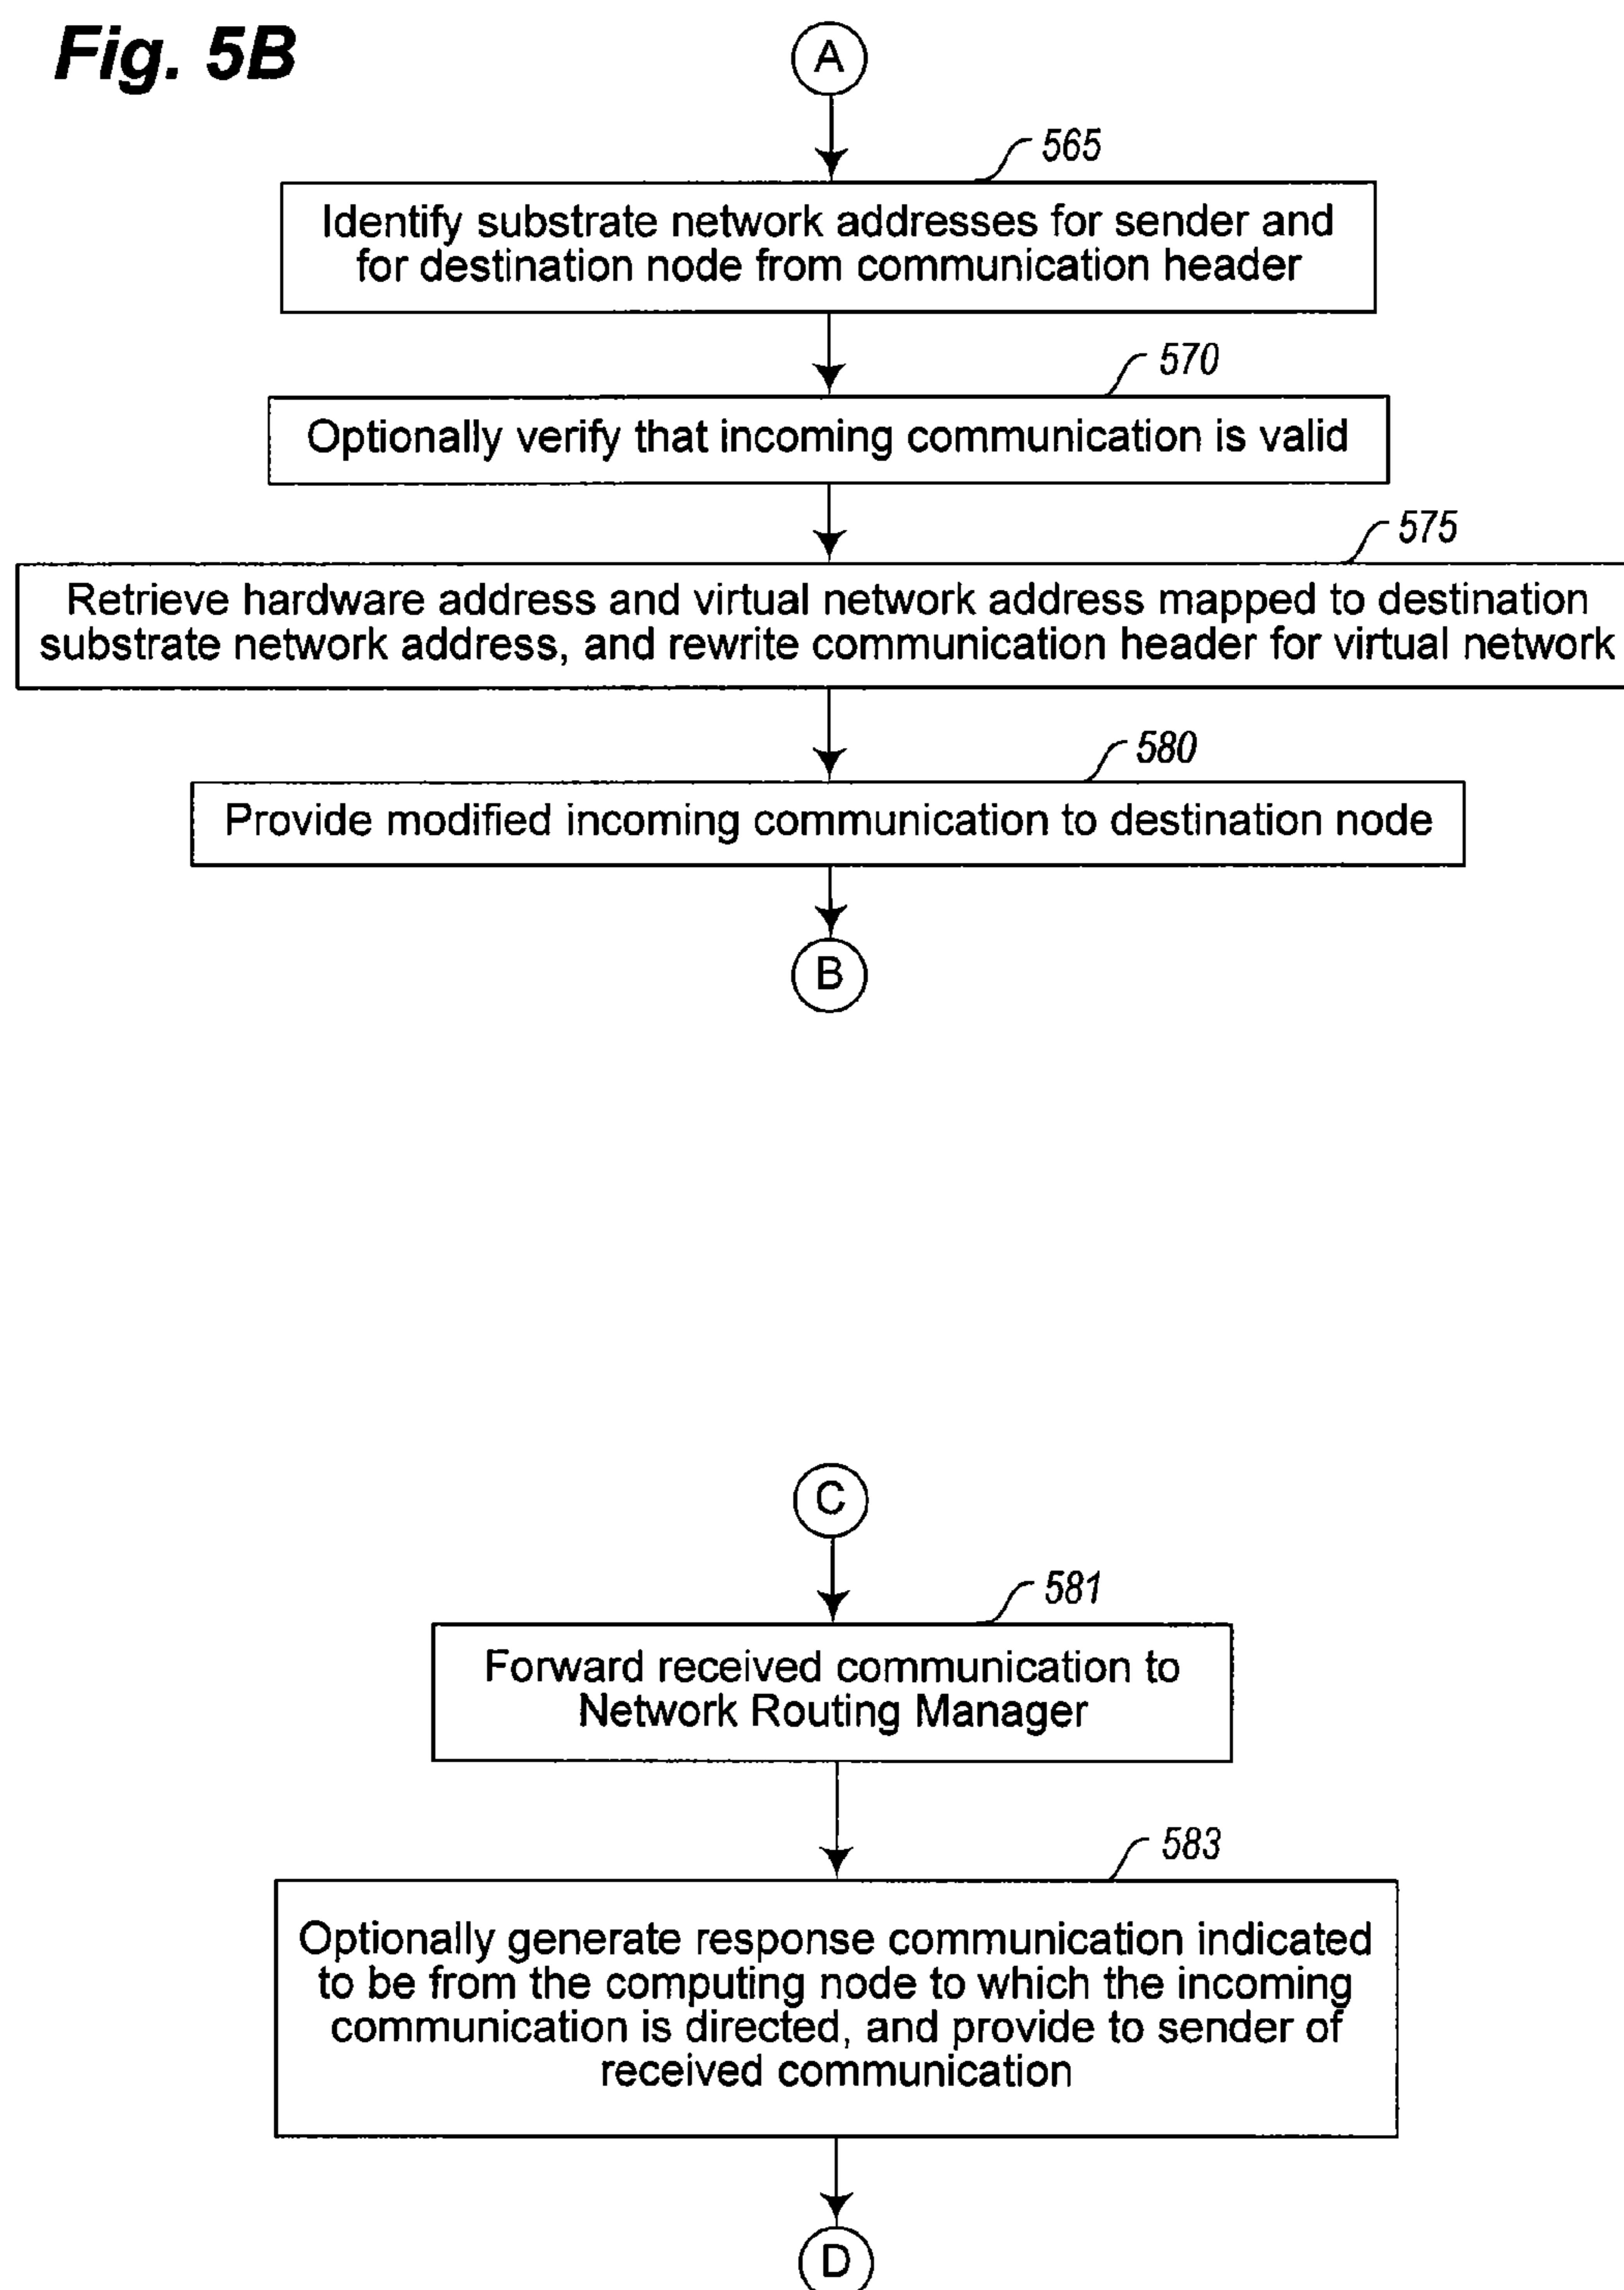 Fig. 5B
A
565
Identify substrate network addresses for sender and
for destination node from communication header
570
Optionally verify that incoming communication is valid
575
Retrieve hardware address and virtual network address mapped to destination
substrate network address, and rewrite communication header for virtual network
580
Provide modified incoming communication to destination node
B
C
581
Forward received communication to
Network Routing Manager
583
Optionally generate response communication indicated
to be from the computing node to which the incoming
communication is directed, and provide to sender of
received communication
D